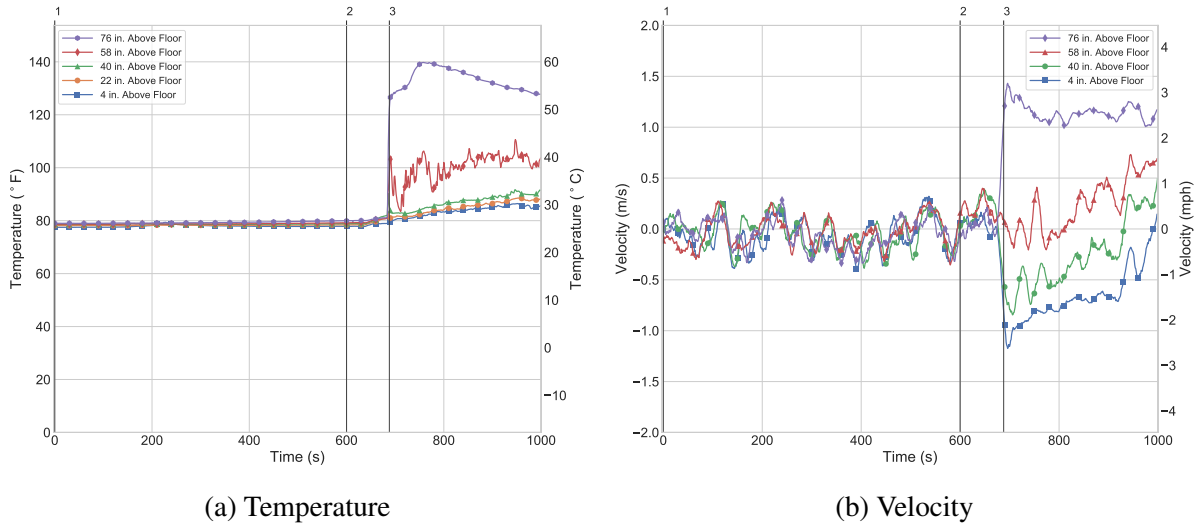 1 2 3
76 in. Above Floor
58 in. Above Floor
40 in. Above Floor
22 in. Above Floor
4 in. Above Floor
Temperature (°F)
140
120
100
80
60
40
20
0
Temperature (°C)
60
50
40
30
20
10
0
−10
0 200 400 600 800 1000
Time (s)
(a) Temperature
1 2 3
76 in. Above Floor
58 in. Above Floor
40 in. Above Floor
4 in. Above Floor
Velocity (m/s)
2.0
1.5
1.0
0.5
0.0
−0.5
−1.0
−1.5
−2.0
Velocity (mph)
4
3
2
1
0
−1
−2
−3
−4
0 200 400 600 800 1000
Time (s)
(b) Velocity